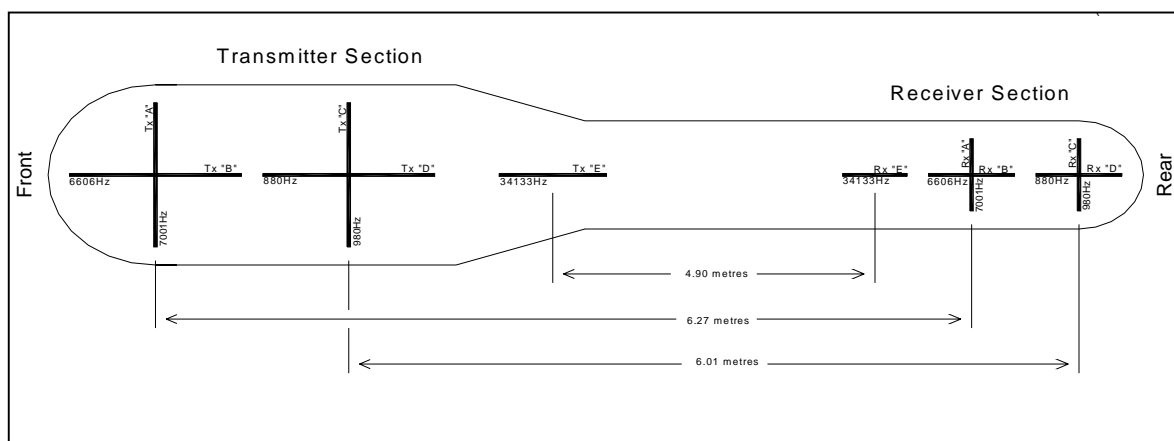 Transmitter Section
Receiver Section
Front
Tx "A"
Tx "B"
6606Hz
7001Hz
Tx "C"
Tx "D"
880Hz
980Hz
Tx "E"
34133Hz
Rx "E"
34133Hz
Rx "A"
Rx "B"
6606Hz
7001Hz
Rx "C"
Rx "D"
880Hz
980Hz
Rear
4.90 metres
6.27 metres
6.01 metres